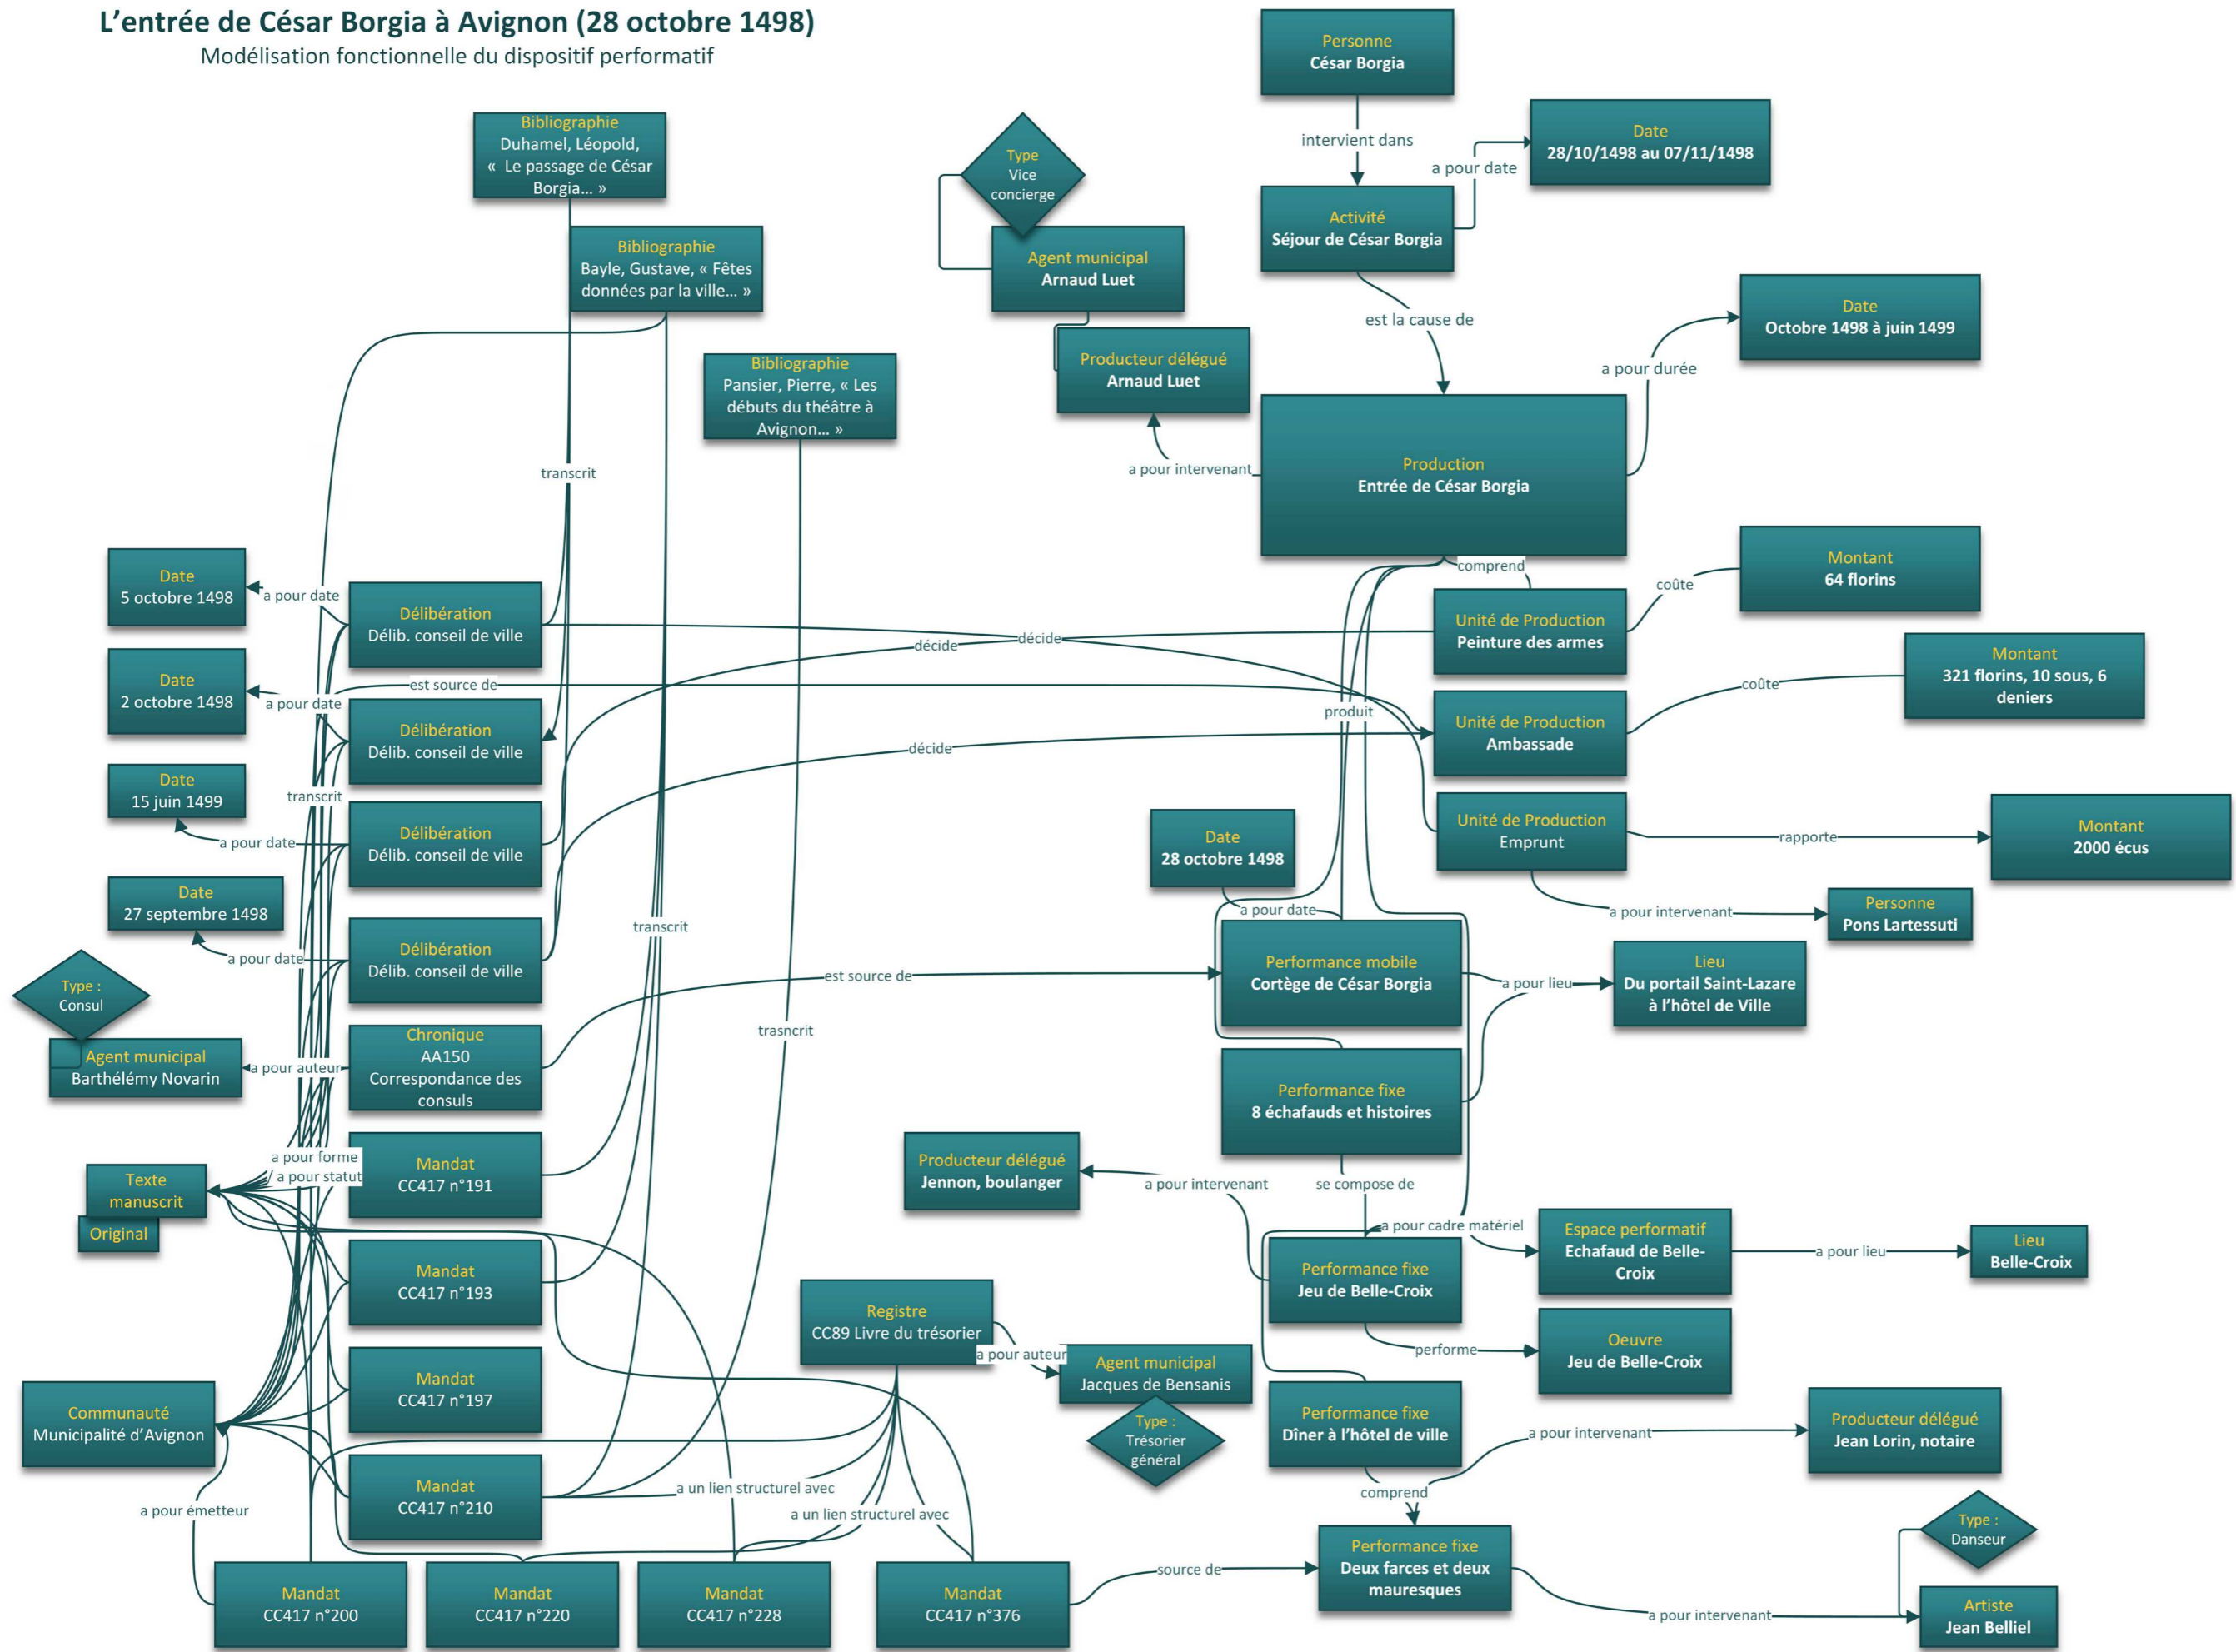 L'entrée de César Borgia à Avignon (28 octobre 1498)
Modélisation fonctionnelle du dispositif performatif
Personne
César Borgia
intervient dans
Date
28/10/1498 au 07/11/1498
a pour date
Activité
Séjour de César Borgia
est la cause de
Date
Octobre 1498 à juin 1499
a pour durée
Bibliographie
Duhamel, Léopold,
« Le passage de César
Borgia... »
Bibliographie
Bayle, Gustave, « Fêtes
données par la ville... »
Bibliographie
Pansier, Pierre, « Les
débuts du théâtre à
Avignon... »
Type
Vice
concierge
Agent municipal
Arnaud Luet
Producteur délégué
Arnaud Luet
a pour intervenant
Production
Entrée de César Borgia
transcrit
comprend
Unité de Production
Peinture des armes
coûte
Montant
64 florins
Unité de Production
Ambassade
coûte
Montant
321 florins, 10 sous, 6
deniers
Unité de Production
Emprunt
rapporte
Montant
2000 écus
a pour intervenant
Personne
Pons Lartessuti
produit
Date
5 octobre 1498
a pour date
Délibération
Délib. conseil de ville
décide
décide
Date
2 octobre 1498
a pour date
est source de
Délibération
Délib. conseil de ville
décide
Date
15 juin 1499
transcrit
a pour date
Délibération
Délib. conseil de ville
Date
27 septembre 1498
a pour date
Délibération
Délib. conseil de ville
transcrit
Type :
Consul
Agent municipal
Barthélémy Novarin
a pour auteur
Chronique
AA150
Correspondance des
consuls
est source de
trasncrit
Date
28 octobre 1498
a pour date
Performance mobile
Cortège de César Borgia
a pour lieu
Lieu
Du portail Saint-Lazare
à l'hôtel de Ville
Performance fixe
8 échafauds et histoires
se compose de
Producteur délégué
Jennon, boulanger
a pour intervenant
a pour cadre matériel
Performance fixe
Jeu de Belle-Croix
Espace performatif
Echafaud de Belle-
Croix
a pour lieu
Lieu
Belle-Croix
performe
Oeuvre
Jeu de Belle-Croix
Texte
manuscrit
Original
a pour forme
/ a pour statut
Mandat
CC417 n°191
Mandat
CC417 n°193
Mandat
CC417 n°197
Mandat
CC417 n°210
Communauté
Municipalité d'Avignon
a pour émetteur
Registre
CC89 Livre du trésorier
a pour auteur
Agent municipal
Jacques de Bensanis
Type :
Trésorier
général
a un lien structurel avec
a un lien structurel avec
Performance fixe
Dîner à l'hôtel de ville
comprend
a pour intervenant
Producteur délégué
Jean Lorin, notaire
Mandat
CC417 n°200
Mandat
CC417 n°220
Mandat
CC417 n°228
Mandat
CC417 n°376
source de
Performance fixe
Deux farces et deux
mauresques
a pour intervenant
Type :
Danseur
Artiste
Jean Belliel